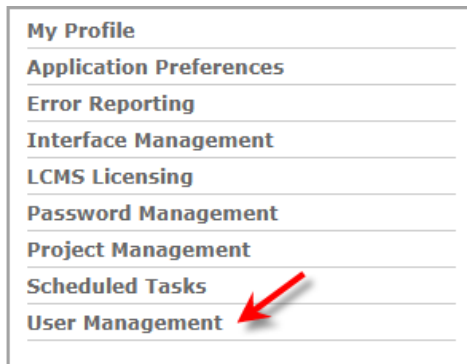 My Profile
Application Preferences
Error Reporting
Interface Management
LCMS Licensing
Password Management
Project Management
Scheduled Tasks
User Management